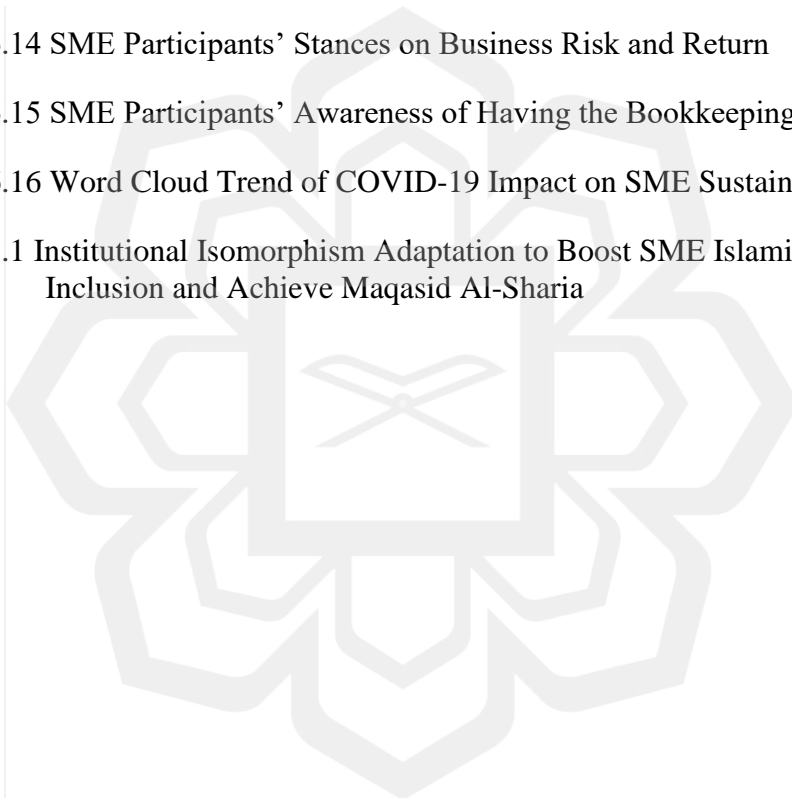 .14 SME Participants’ Stances on Business Risk and Return
.15 SME Participants’ Awareness of Having the Bookkeeping
.16 Word Cloud Trend of COVID-19 Impact on SME Sustain
.1 Institutional Isomorphism Adaptation to Boost SME Islami
Inclusion and Achieve Maqasid Al-Sharia